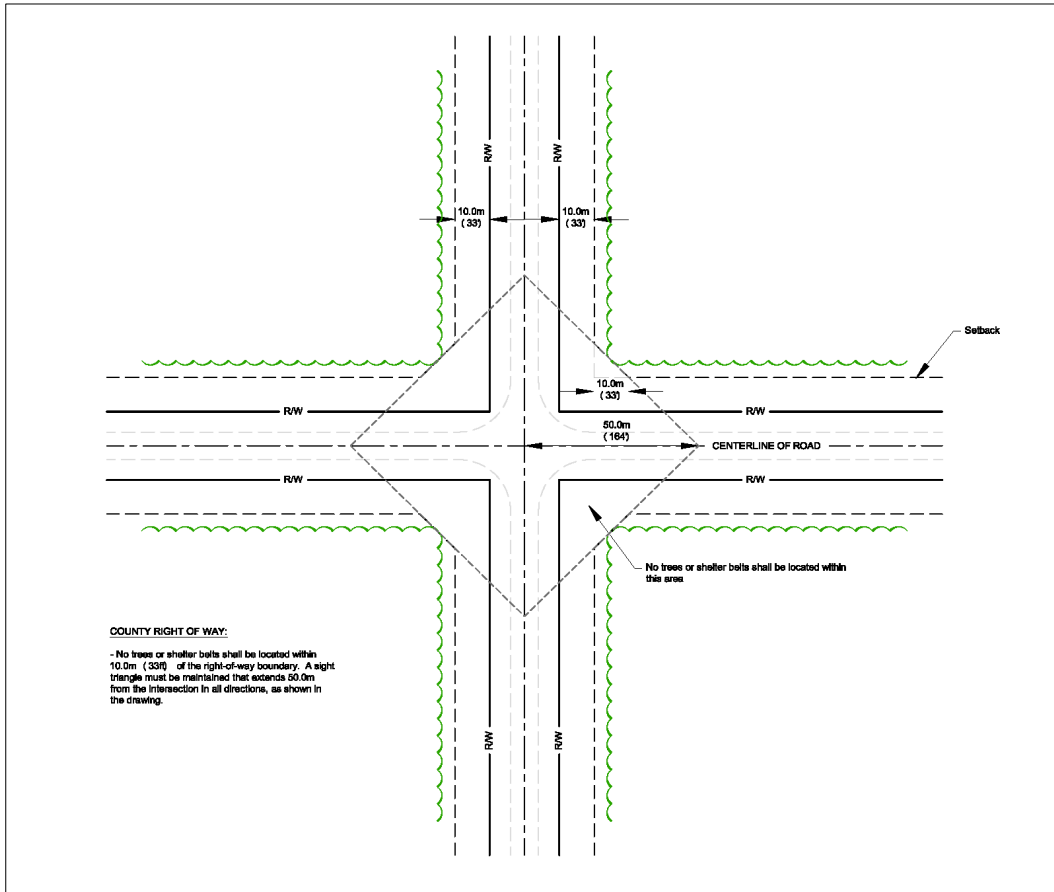 R/W
R/W
10.0m
( 33')
10.0m
( 33')
Setback
10.0m
( 33')
R/W
R/W
50.0m
( 164')
CENTERLINE OF ROAD
R/W
R/W
No trees or shelter belts shall be located within
this area
COUNTY RIGHT OF WAY:
- No trees or shelter belts shall be located within
10.0m ( 33ft) of the right-of-way boundary. A sight
triangle must be maintained that extends 50.0m
from the intersection in all directions, as shown in
the drawing.
R/W
R/W